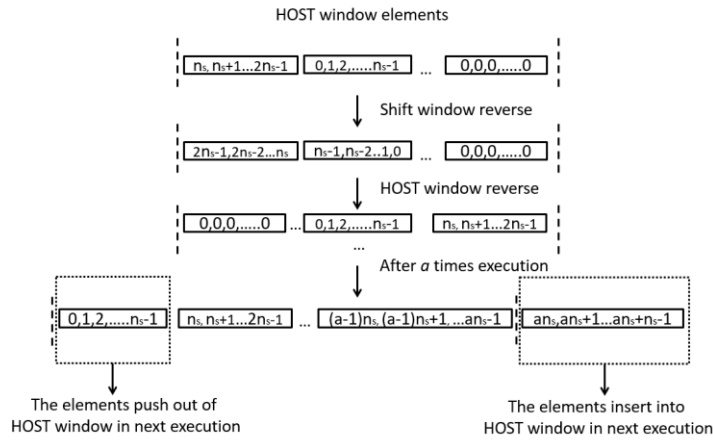 HOST window elements
nₛ, nₛ+1...2nₛ-1 0,1,2,.....nₛ-1 ... 0,0,0,.....0
Shift window reverse
2nₛ-1,2nₛ-2...nₛ nₛ-1,nₛ-2..1,0 ... 0,0,0,.....0
HOST window reverse
0,0,0,.....0 ... 0,1,2,.....nₛ-1 nₛ, nₛ+1...2nₛ-1
...
After a times execution
0,1,2,.....nₛ-1 nₛ, nₛ+1...2nₛ-1 ... (a-1)nₛ, (a-1)nₛ+1, ...anₛ-1 anₛ,anₛ+1...anₛ+nₛ-1
The elements push out of
HOST window in next execution
The elements insert into
HOST window in next execution